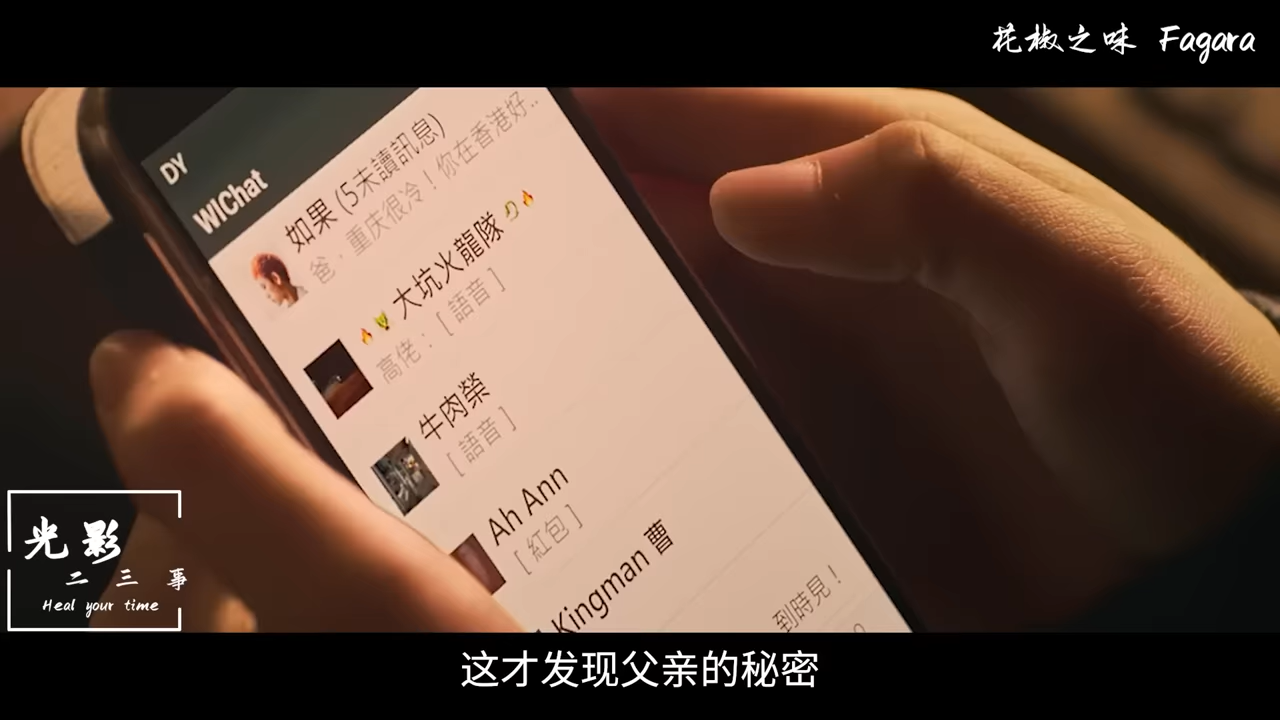 花椒之味 Fagara
DY
WIChat
如果 (5未讀訊息)
爸 · 重庆很冷！你在香港好..
大坑火龍隊
高佬：[語音]
牛肉榮
[語音]
Ah Ann
[紅包]
Kingman 曹
到時見！
光影
二三事
Heal your time
这才发现父亲的秘密